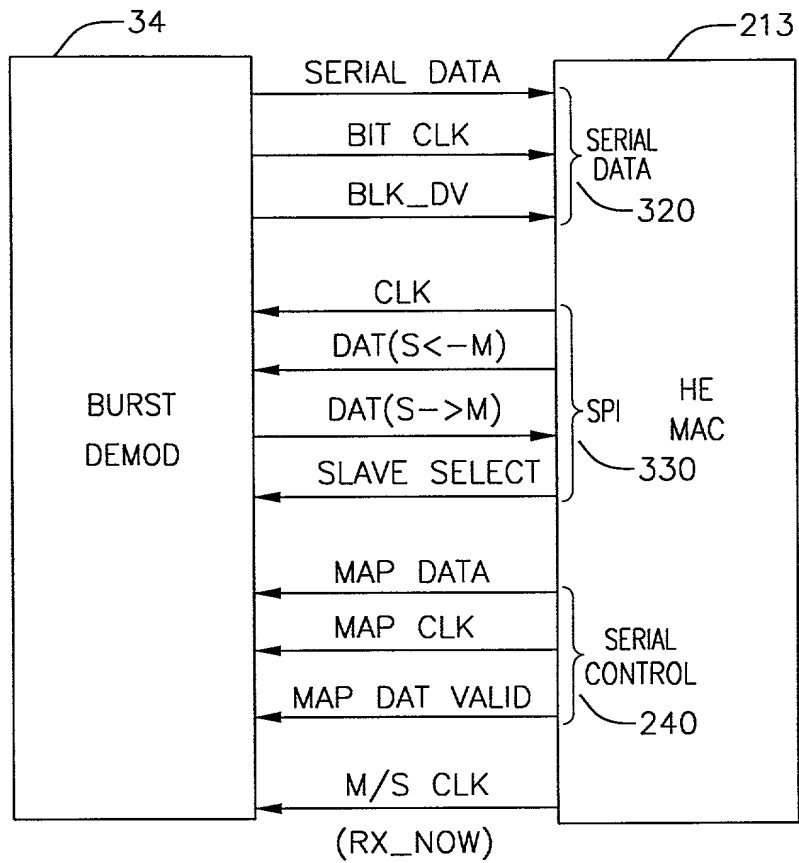 34
213
SERIAL DATA
BIT CLK
BLK_DV
SERIAL
DATA
320
CLK
DAT(S<-M)
DAT(S->M)
SLAVE SELECT
SPI
330
BURST
DEMOD
HE
MAC
MAP DATA
MAP CLK
MAP DAT VALID
SERIAL
CONTROL
240
M/S CLK
(RX_NOW)